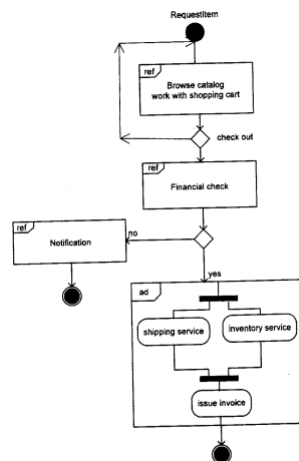 RequestItem
ref
Browse catalog
work with shopping cart
check out
ref
Financial check
ref
Notification
no
yes
ad
shipping service
inventory service
issue invoice